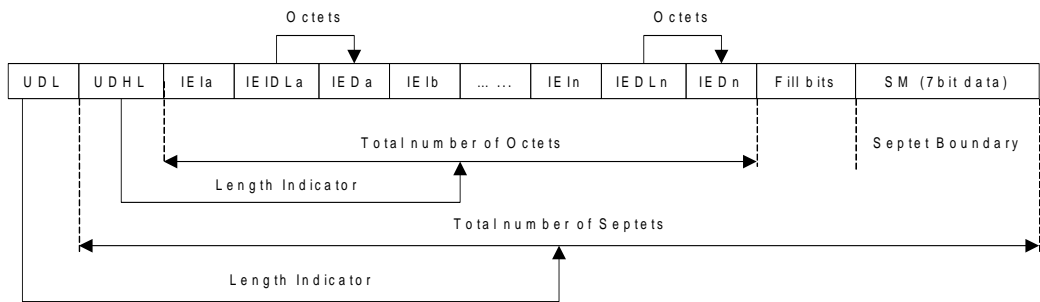 Octets Octets
UDL UDHL IEIa IEIDLa IEDa IEIb ... ... IEIn IEDLn IEDn Fill bits SM (7bit data)
Total number of Octets Septet Boundary
Length Indicator
Total number of Septets
Length Indicator